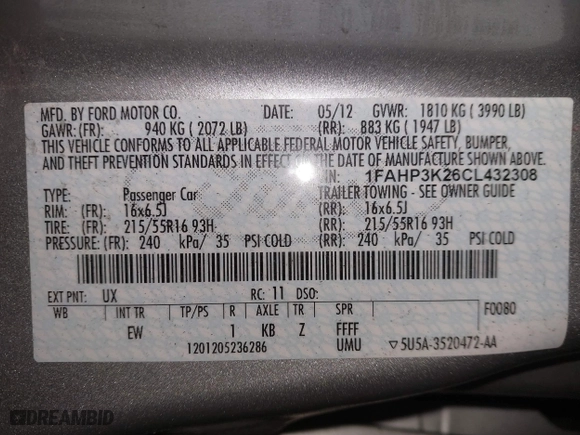 MFD. BY FORD MOTOR CO. DATE: 05/12 GVWR: 1810 KG ( 3990 LB)
GAWR: (FR): 940 KG ( 2072 LB) (RR): 883 KG ( 1947 LB)
THIS VEHICLE CONFORMS TO ALL APPLICABLE FEDERAL MOTOR VEHICLE SAFETY, BUMPER,
AND THEFT PREVENTION STANDARDS IN EFFECT ON THE DATE OF MANUFACTURE SHOWN ABOVE.
IN: 1FAHP3K26CL432308
TYPE: Passenger Car TRAILER TOWING - SEE OWNER GUIDE
RIM: (FR): 16x6.5J (RR): 16x6.5J
TIRE: (FR): 215/55R16 93H (RR): 215/55R16 93H
PRESSURE: (FR): 240 kPa/ 35 PSI COLD (RR): 240 kPa/ 35 PSI COLD
EXT PNT: UX RC: 11 DSO:
WB INT TR TP/PS R AXLE TR SPR F0080
EW 1 KB Z FFFF
1201205236286 UMU ▽5U5A-3520472-AA
DREAMBID